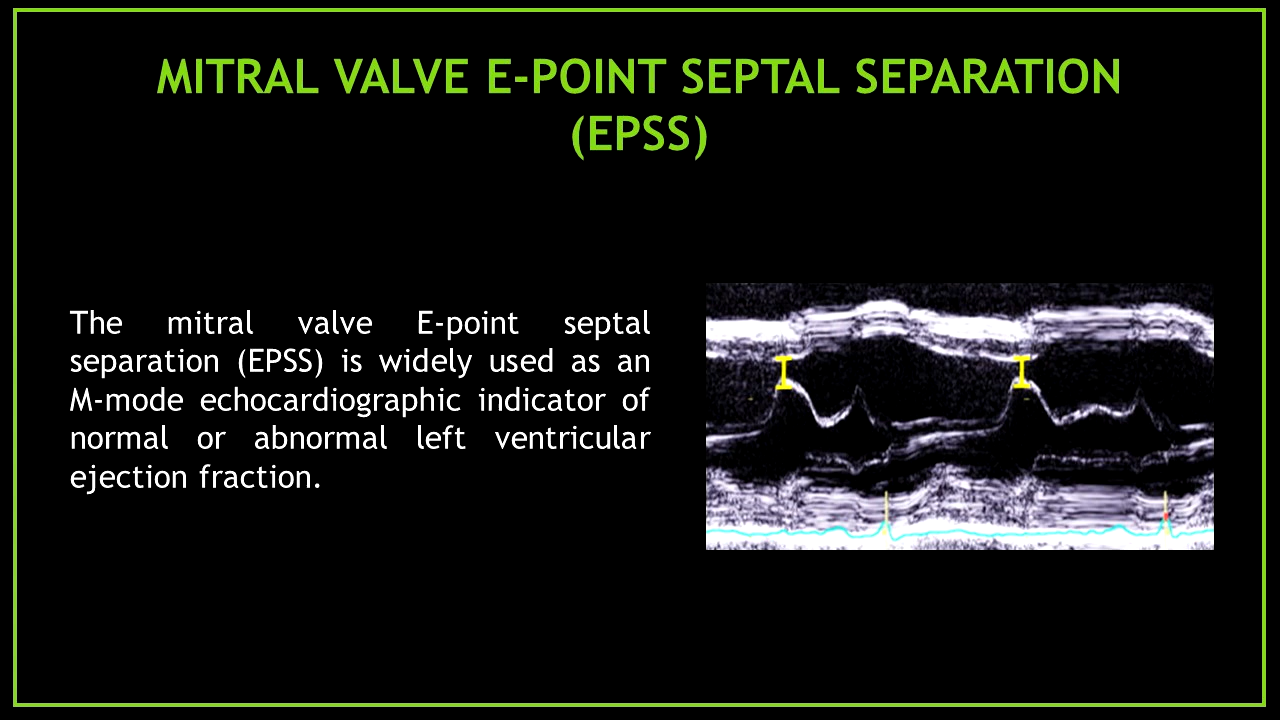 MITRAL VALVE E-POINT SEPTAL SEPARATION
(EPSS)
The mitral valve E-point septal
separation (EPSS) is widely used as an
M-mode echocardiographic indicator of
normal or abnormal left ventricular
ejection fraction.